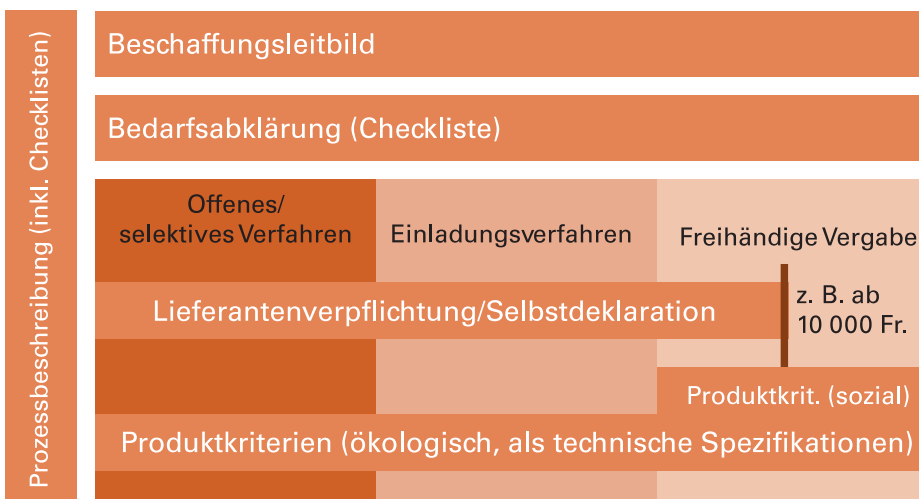 Prozessbeschreibung (inkl. Checklisten)
Beschaffungsleitbild
Bedarfsabklärung (Checkliste)
Offenes/
selektives Verfahren
Einladungsverfahren
Freihändige Vergabe
Lieferantenverpflichtung/Selbstdeklaration
z. B. ab
10 000 Fr.
Produktkrit. (sozial)
Produktkriterien (ökologisch, als technische Spezifikationen)